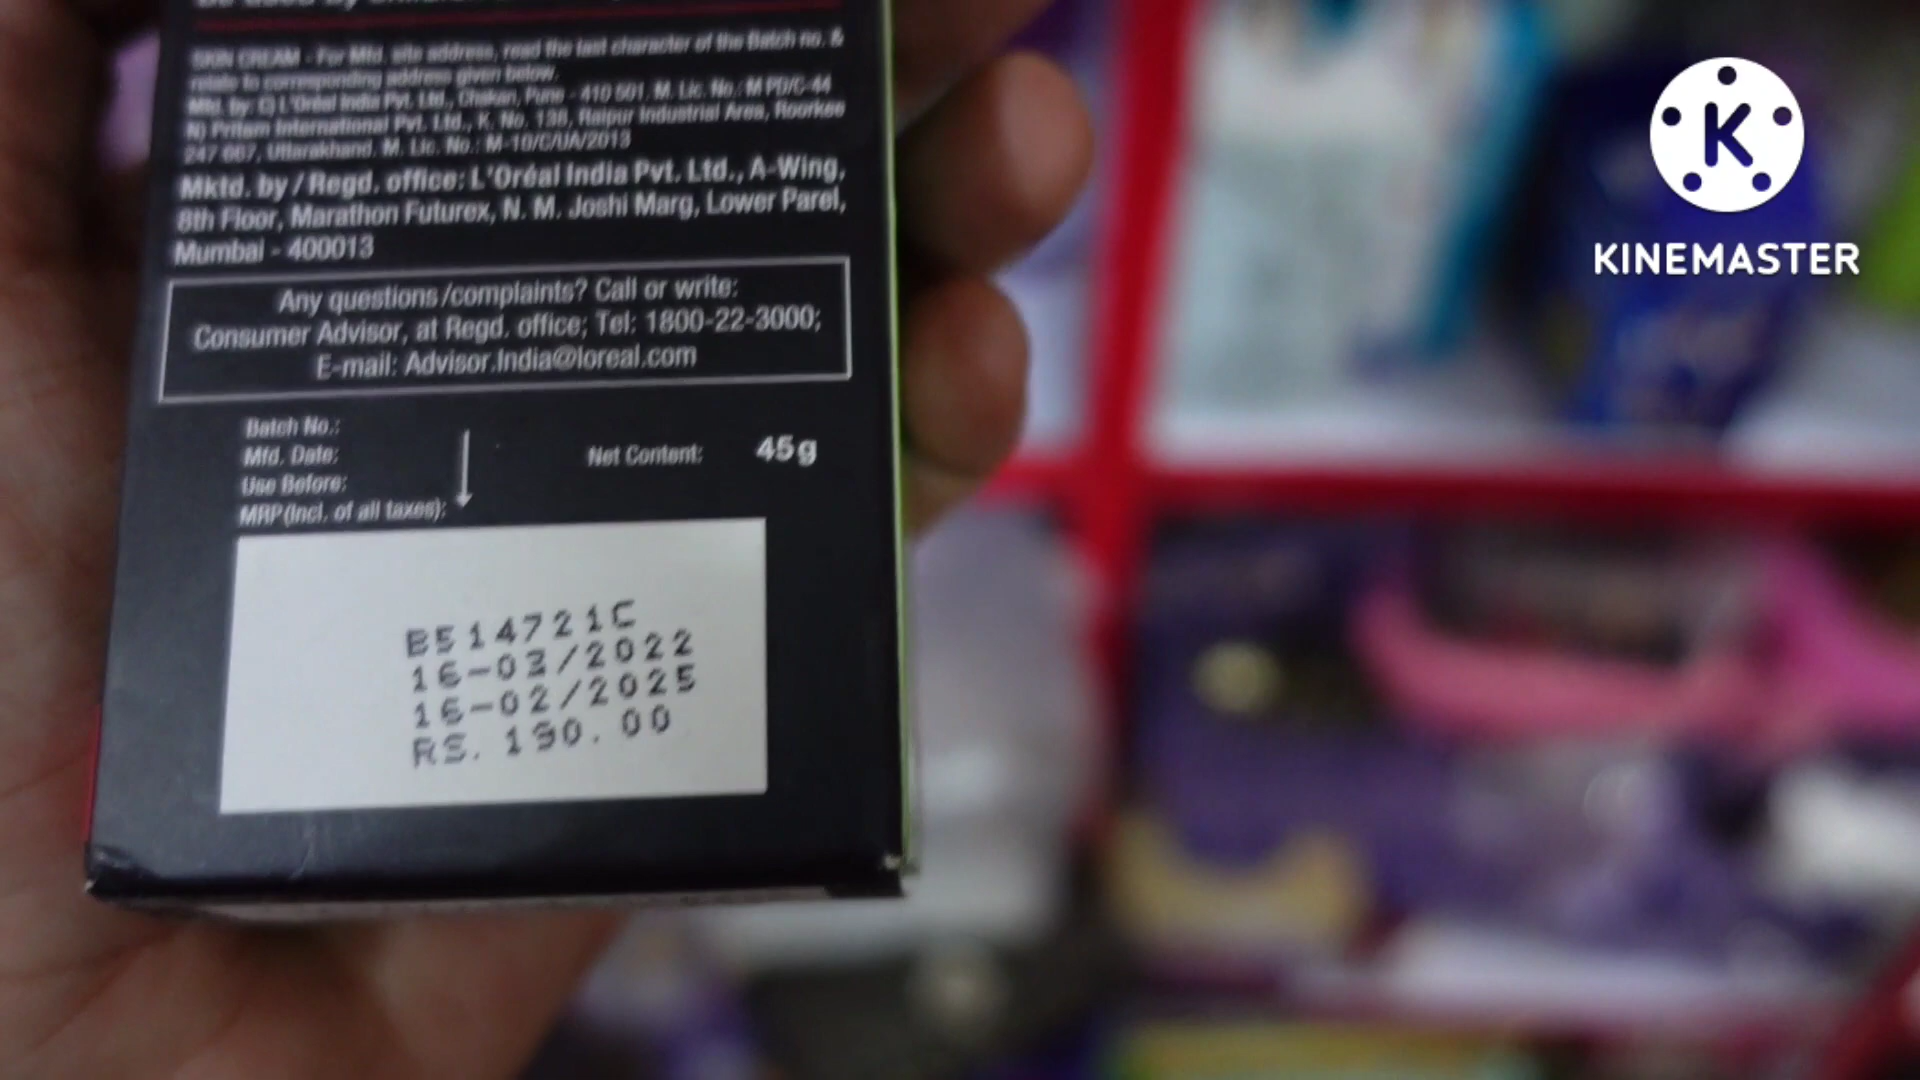 SKIN CREAM - For Mfd. site address, read the last character of the Batch no. &
relate to corresponding address given below.
Mfd. by: C) L'Oréal India Pvt. Ltd., Chakan, Pune - 410 501. M. Lic. No.: M PD/C-44
N) Pritam International Pvt. Ltd., K. No. 136, Raipur Industrial Area, Roorkee
247 667, Uttarakhand. M. Lic. No.: M-10/C/UA/2013
Mktd. by / Regd. office: L'Oréal India Pvt. Ltd., A-Wing,
8th Floor, Marathon Futurex, N. M. Joshi Marg, Lower Parel,
Mumbai - 400013
Any questions/complaints? Call or write:
Consumer Advisor, at Regd. office; Tel: 1800-22-3000;
E-mail: Advisor.India@loreal.com
Batch No.:
Mfd. Date:
Use Before:
MRP(Incl. of all taxes):
Net Content: 45g
B514721C
16-03/2022
16-02/2025
RS. 190.00
K
KINEMASTER